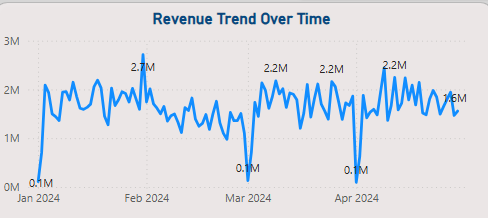 Revenue Trend Over Time
3M
2.7M
2.2M
2.2M
2.2M
2M
1.6M
1M
0.1M
0.1M
0.1M
0M
Jan 2024
Feb 2024
Mar 2024
Apr 2024